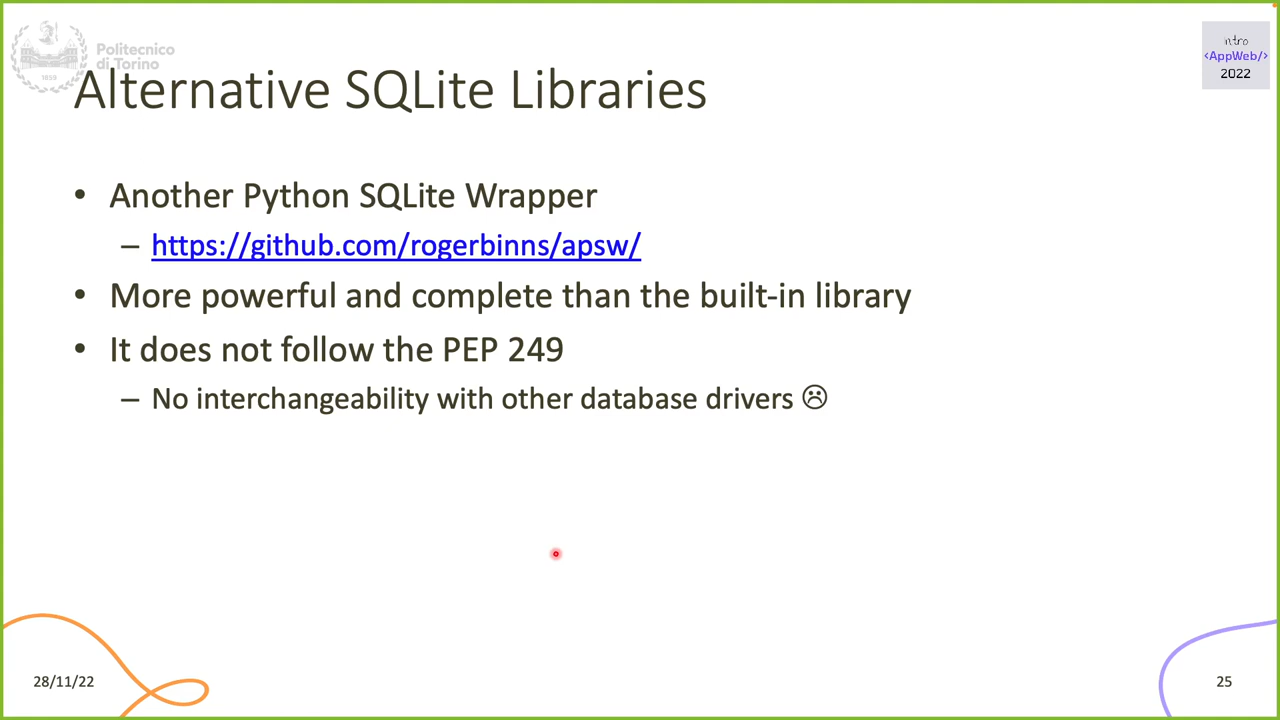 Politecnico
di Torino
1859
intro
<AppWeb/>
2022
Alternative SQLite Libraries
• Another Python SQLite Wrapper
– https://github.com/rogerbinns/apsw/
• More powerful and complete than the built-in library
• It does not follow the PEP 249
– No interchangeability with other database drivers ☹
28/11/22
25